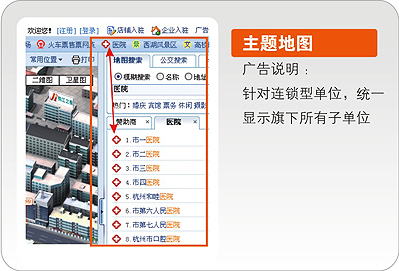 欢迎您! [注册] [登录] 店铺入驻 企业入驻 广告
场 火车票售票网点 医院 景 西湖风景区 文 高校
常用位置 打印 地图搜索 公交搜索
二维图 卫星图 模糊搜索 名称 地址
医院
热门: 婚庆 宾馆 票务 休闲 摄影
赞助商 × 医院 ×
1. 市一医院
2. 市二医院
3. 市三医院
4. 市四医院
5. 杭州和睦医院
6. 市第六人民医院
7. 市第七人民医院
8. 杭州市口腔医院
主题地图
广告说明：
针对连锁型单位，统一
显示旗下所有子单位